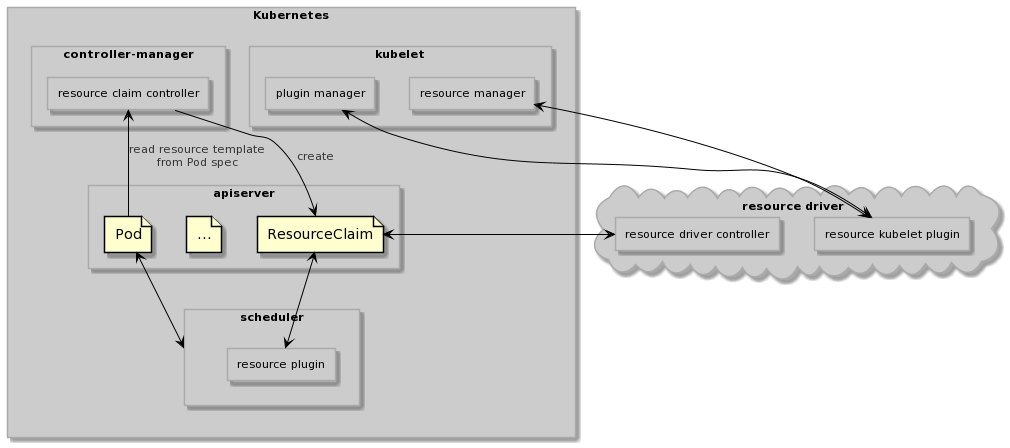 Kubernetes
controller-manager
resource claim controller
kubelet
plugin manager
resource manager
read resource template
from Pod spec
create
apiserver
Pod
...
ResourceClaim
resource driver
resource driver controller
resource kubelet plugin
scheduler
resource plugin